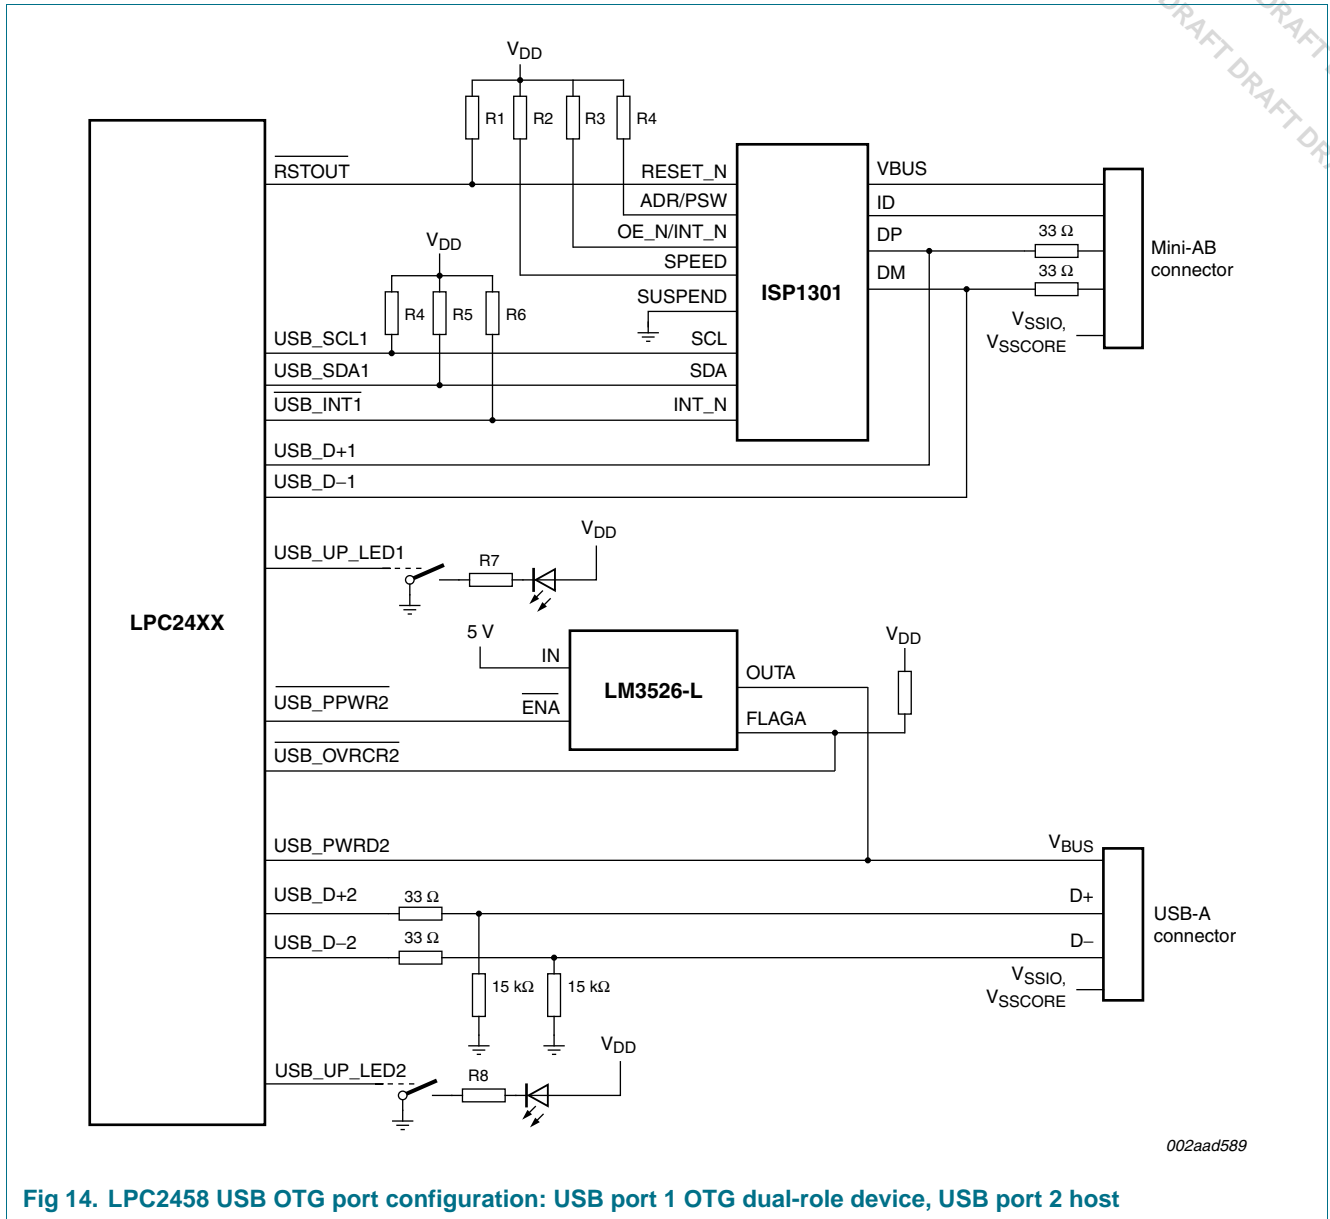 DRAFT DRAFT DRA
DRAFT
VDD
R1 R2 R3 R4
RSTOUT
RESET_N
ADR/PSW
OE_N/INT_N
SPEED
SUSPEND
VDD
R4 R5 R6
USB_SCL1
SCL
USB_SDA1
SDA
USB_INT1
INT_N
ISP1301
VBUS
ID
DP
33 Ω
DM
33 Ω
Mini-AB
connector
VSSIO,
VSSCORE
USB_D+1
USB_D−1
USB_UP_LED1
R7
VDD
LPC24XX
5 V
IN
LM3526-L
OUTA
VDD
USB_PPWR2
ENA
FLAGA
USB_OVRCR2
USB_PWRD2
VBUS
USB_D+2
33 Ω
D+
USB_D−2
33 Ω
D−
USB-A
connector
15 kΩ 15 kΩ
VSSIO,
VSSCORE
USB_UP_LED2
R8
VDD
002aad589
Fig 14. LPC2458 USB OTG port configuration: USB port 1 OTG dual-role device, USB port 2 host